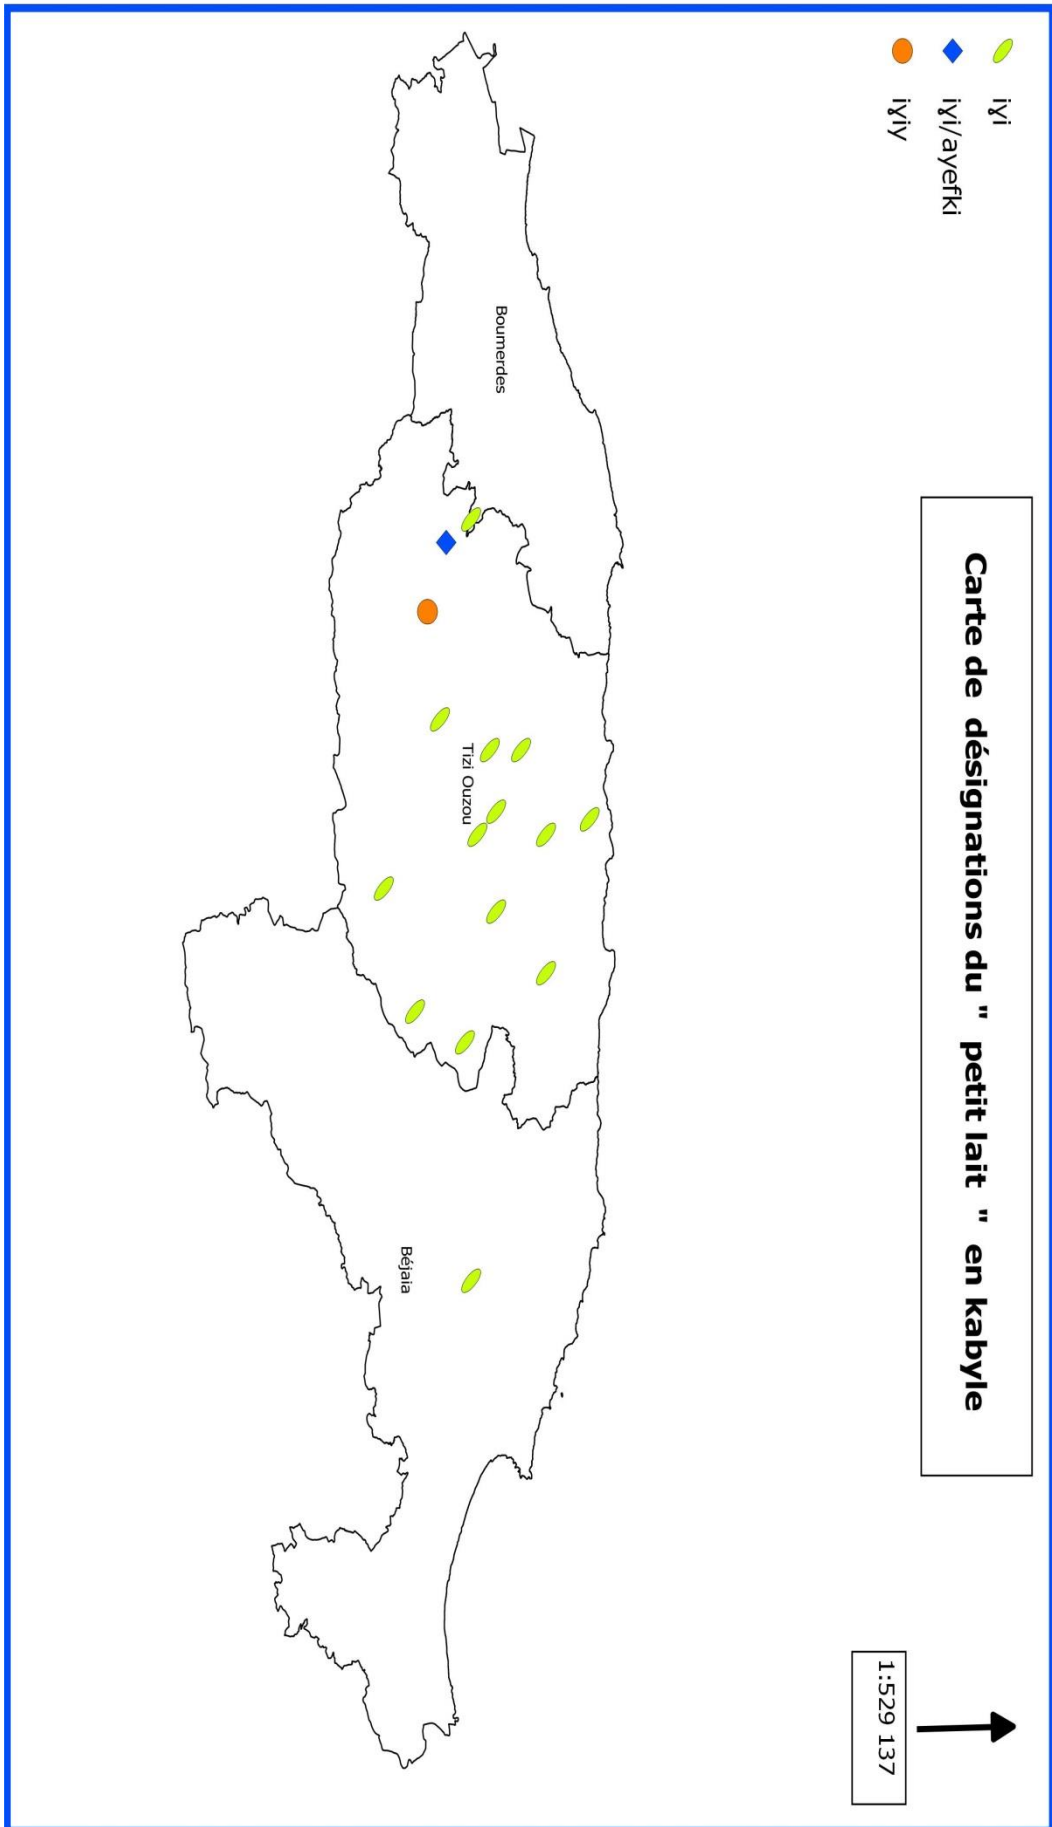 Carte de désignations du " petit lait " en kabyle
iɣi
iɣi/ayefki
iɣiy
1:529 137
Boumerdes
Tizi Ouzou
Béjaia